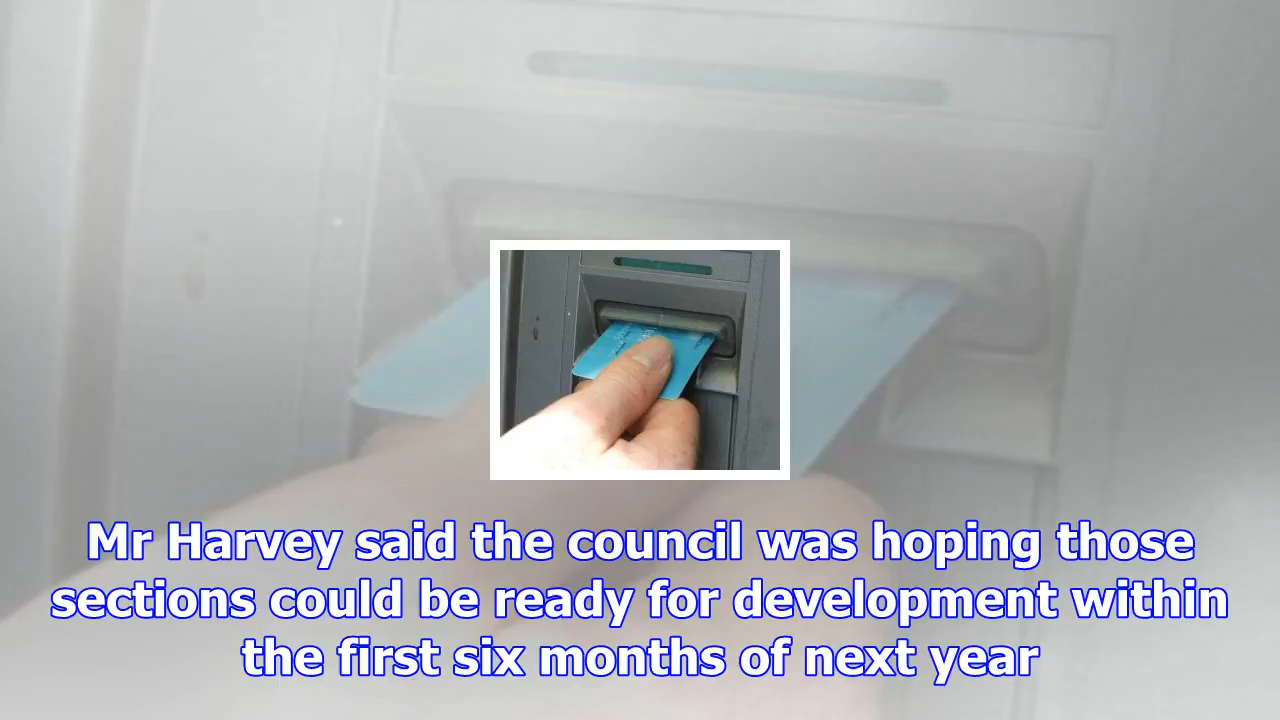 Mr Harvey said the council was hoping those
sections could be ready for development within
the first six months of next year